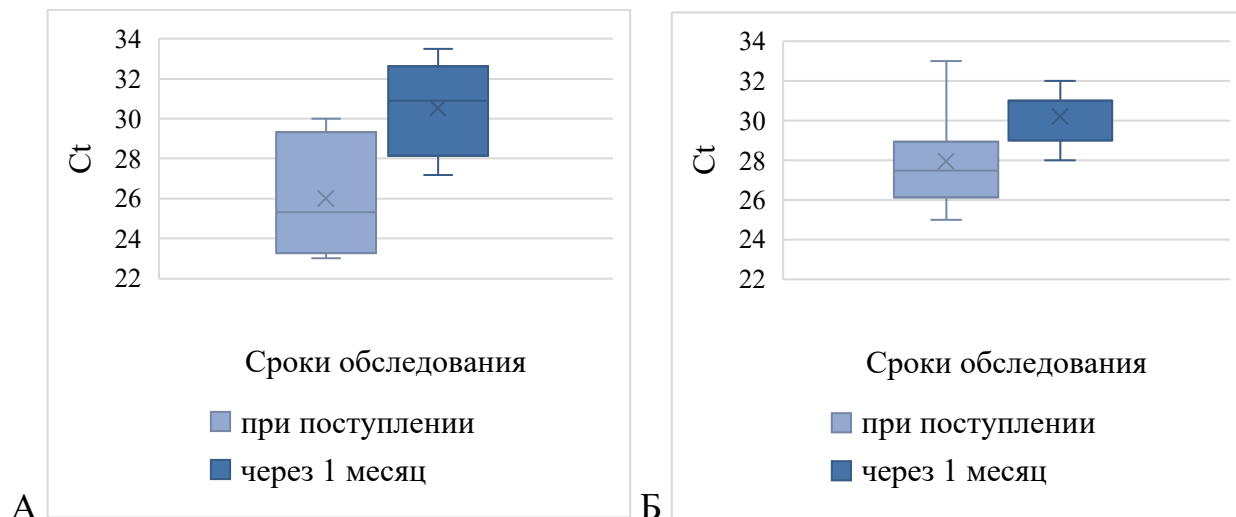 34
32
30
28
26
24
22
Ct
Сроки обследования
при поступлении
через 1 месяц
А
34
32
30
28
26
24
22
Ct
Сроки обследования
при поступлении
через 1 месяц
Б